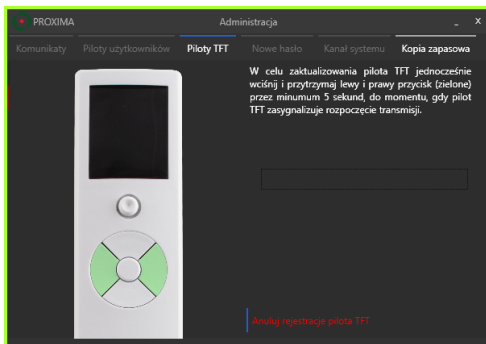 PROXIMA Administracja _ x
Komunikaty Piloty użytkowników Piloty TFT Nowe hasło Kanał systemu Kopia zapasowa
W celu zaktualizowania pilota TFT jednocześnie
wciśnij i przytrzymaj lewy i prawy przycisk (zielone)
przez minumum 5 sekund, do momentu, gdy pilot
TFT zasygnalizuje rozpoczęcie transmisji.
Anuluj rejestrację pilota TFT